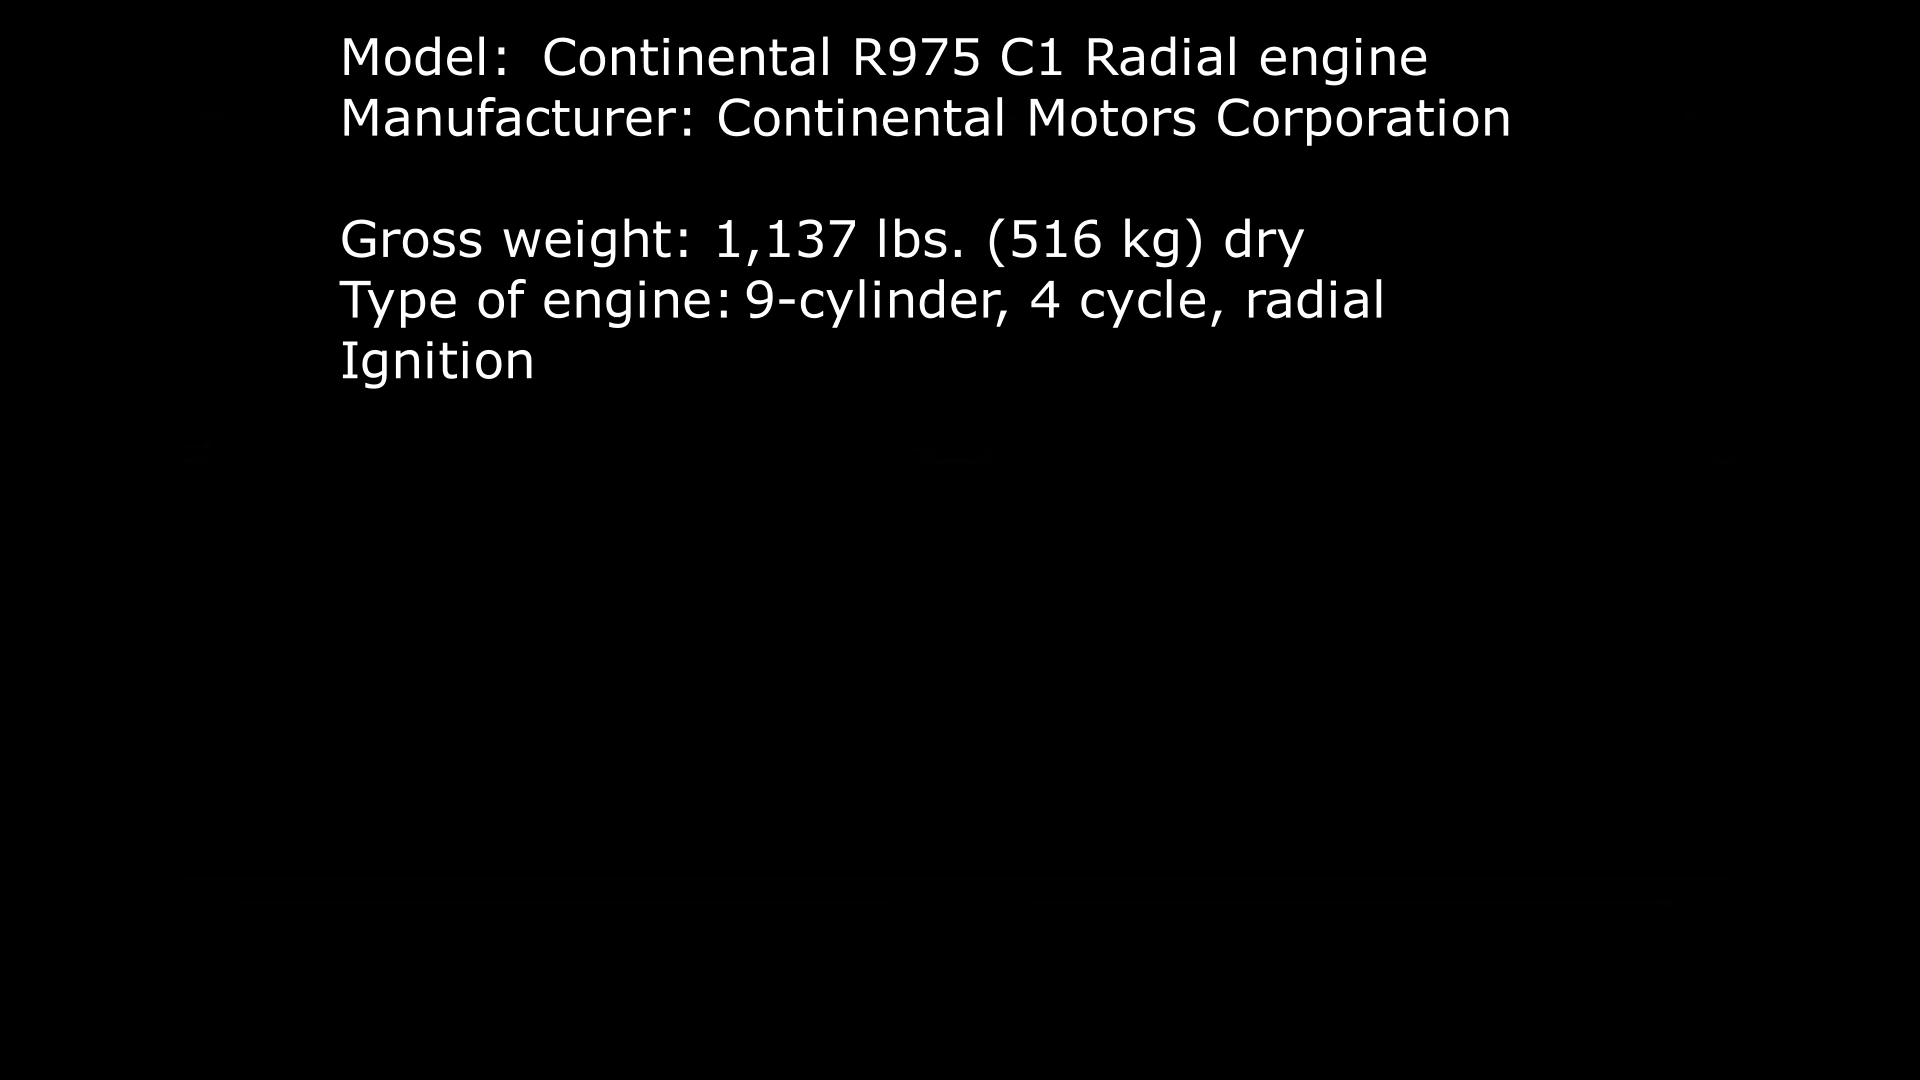 Model: Continental R975 C1 Radial engine
Manufacturer: Continental Motors Corporation
Gross weight: 1,137 lbs. (516 kg) dry
Type of engine: 9-cylinder, 4 cycle, radial
Ignition